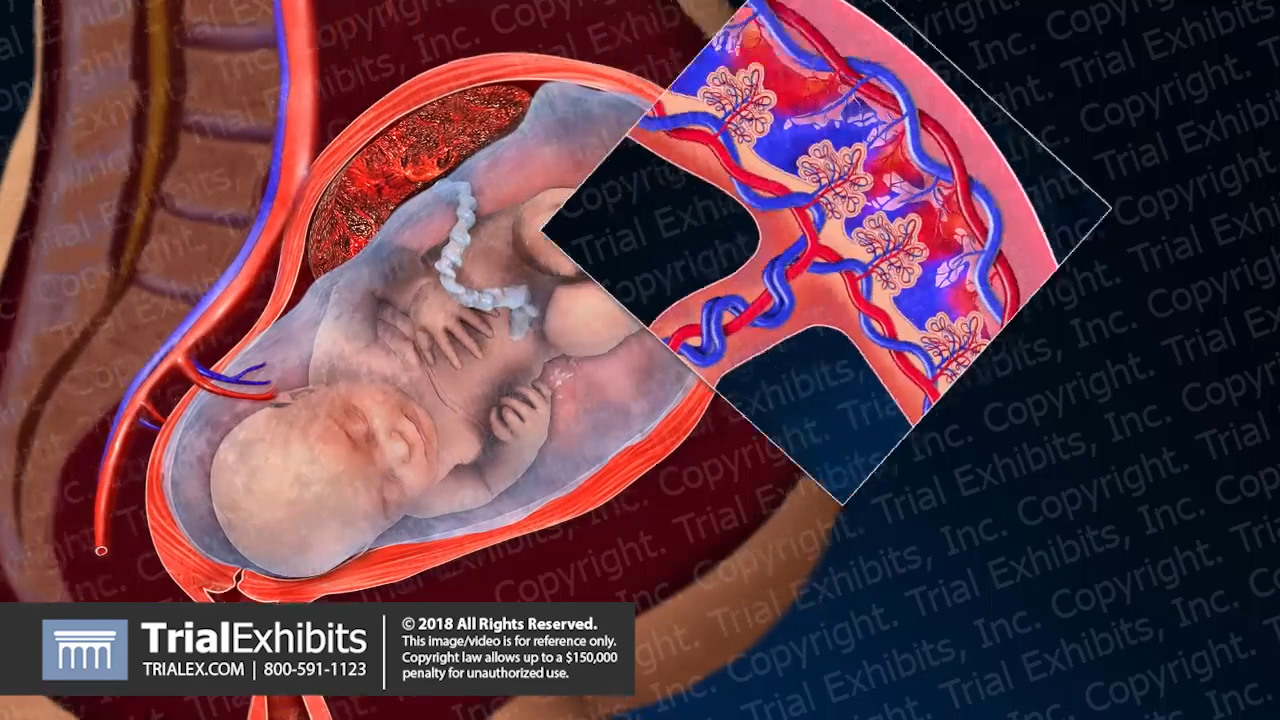 TrialExhibits
TRIALEX.COM | 800-591-1123
© 2018 All Rights Reserved.
This image/video is for reference only.
Copyright law allows up to a $150,000
penalty for unauthorized use.
Copyright. Trial Exhibits, Inc.